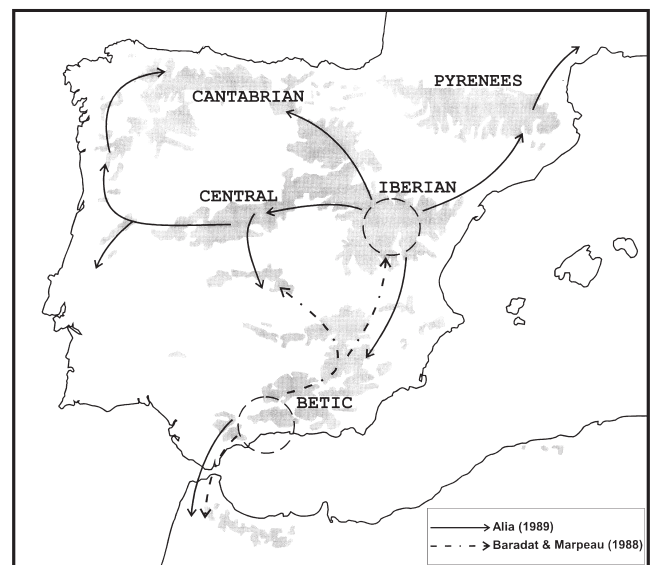 PYRENEES
CANTABRIAN
IBERIAN
CENTRAL
BETIC
Alia (1989)
Baradat & Marpeau (1988)